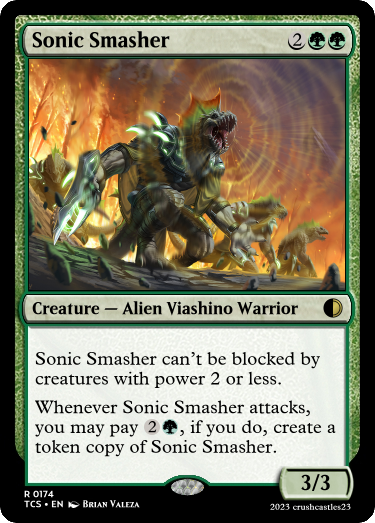 Sonic Smasher 2
Creature — Alien Viashino Warrior
Sonic Smasher can't be blocked by
creatures with power 2 or less.
Whenever Sonic Smasher attacks,
you may pay 2 , if you do, create a
token copy of Sonic Smasher.
3/3
R 0174
TCS • EN Brian Valeza
2023 crushcastles23